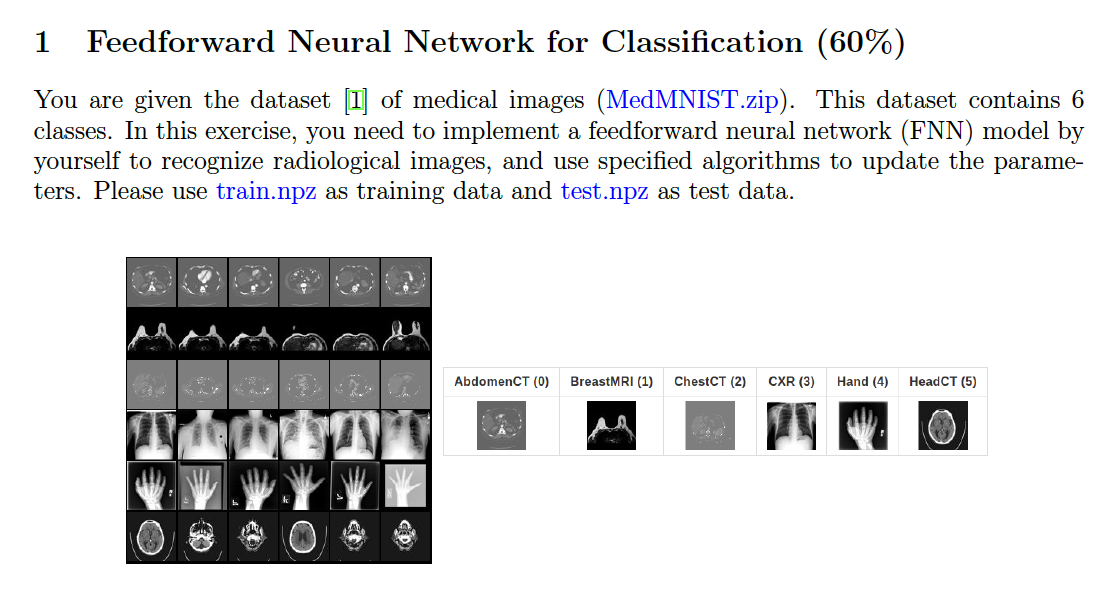 1 Feedforward Neural Network for Classification (60%)
You are given the dataset [1] of medical images (MedMNIST.zip). This dataset contains 6
classes. In this exercise, you need to implement a feedforward neural network (FNN) model by
yourself to recognize radiological images, and use specified algorithms to update the parame-
ters. Please use train.npz as training data and test.npz as test data.
AbdomenCT (0) BreastMRI (1) ChestCT (2) CXR (3) Hand (4) HeadCT (5)